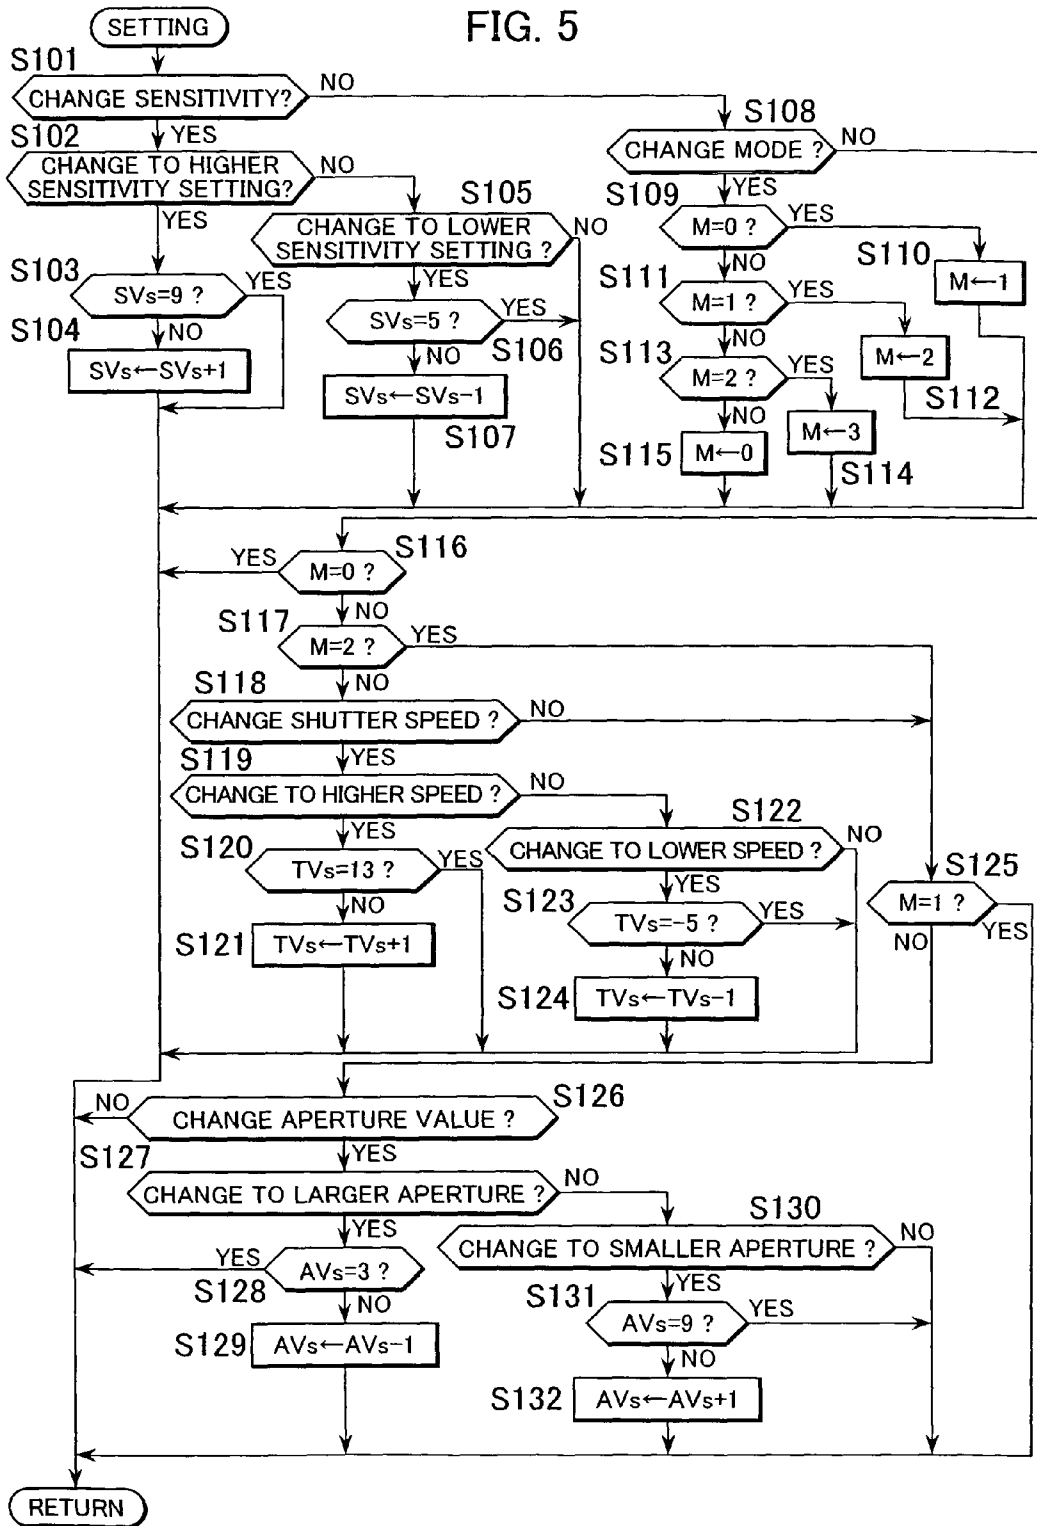 FIG. 5
SETTING
S101
CHANGE SENSITIVITY?
NO
YES
S102
CHANGE TO HIGHER
SENSITIVITY SETTING?
NO
YES
S103
SVs=9 ?
YES
NO
S104
SVs←SVs+1
S105
CHANGE TO LOWER
SENSITIVITY SETTING ?
NO
YES
SVs=5 ?
YES
S106
NO
SVs←SVs-1
S107
S108
CHANGE MODE ?
NO
YES
S109
M=0 ?
YES
NO
S110
M←1
S111
M=1 ?
YES
NO
M←2
S112
S113
M=2 ?
YES
NO
M←3
S114
S115
M←0
S116
M=0 ?
YES
NO
S117
M=2 ?
YES
NO
S118
CHANGE SHUTTER SPEED ?
NO
YES
S119
CHANGE TO HIGHER SPEED ?
NO
YES
S120
TVs=13 ?
YES
NO
S121
TVs←TVs+1
S122
CHANGE TO LOWER SPEED ?
NO
YES
S123
TVs=-5 ?
YES
NO
S124
TVs←TVs-1
S125
M=1 ?
YES
NO
S126
CHANGE APERTURE VALUE ?
NO
YES
S127
CHANGE TO LARGER APERTURE ?
NO
YES
AVs=3 ?
YES
S128
NO
S129
AVs←AVs-1
S130
CHANGE TO SMALLER APERTURE ?
NO
YES
S131
AVs=9 ?
YES
NO
S132
AVs←AVs+1
RETURN